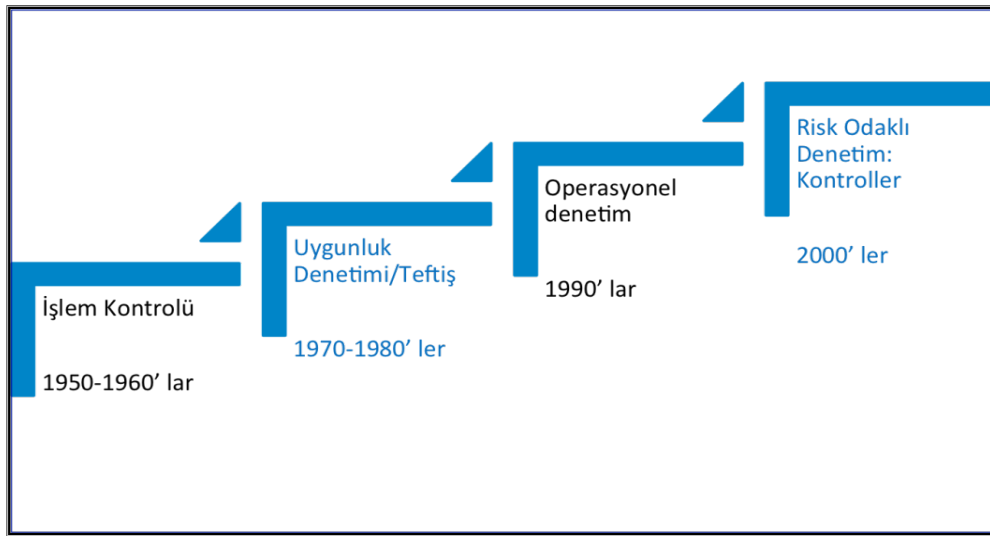 İşlem Kontrolü
1950-1960’ lar
Uygunluk
Denetimi/Teftiş
1970-1980’ ler
Operasyonel
denetim
1990’ lar
Risk Odaklı
Denetim:
Kontroller
2000’ ler